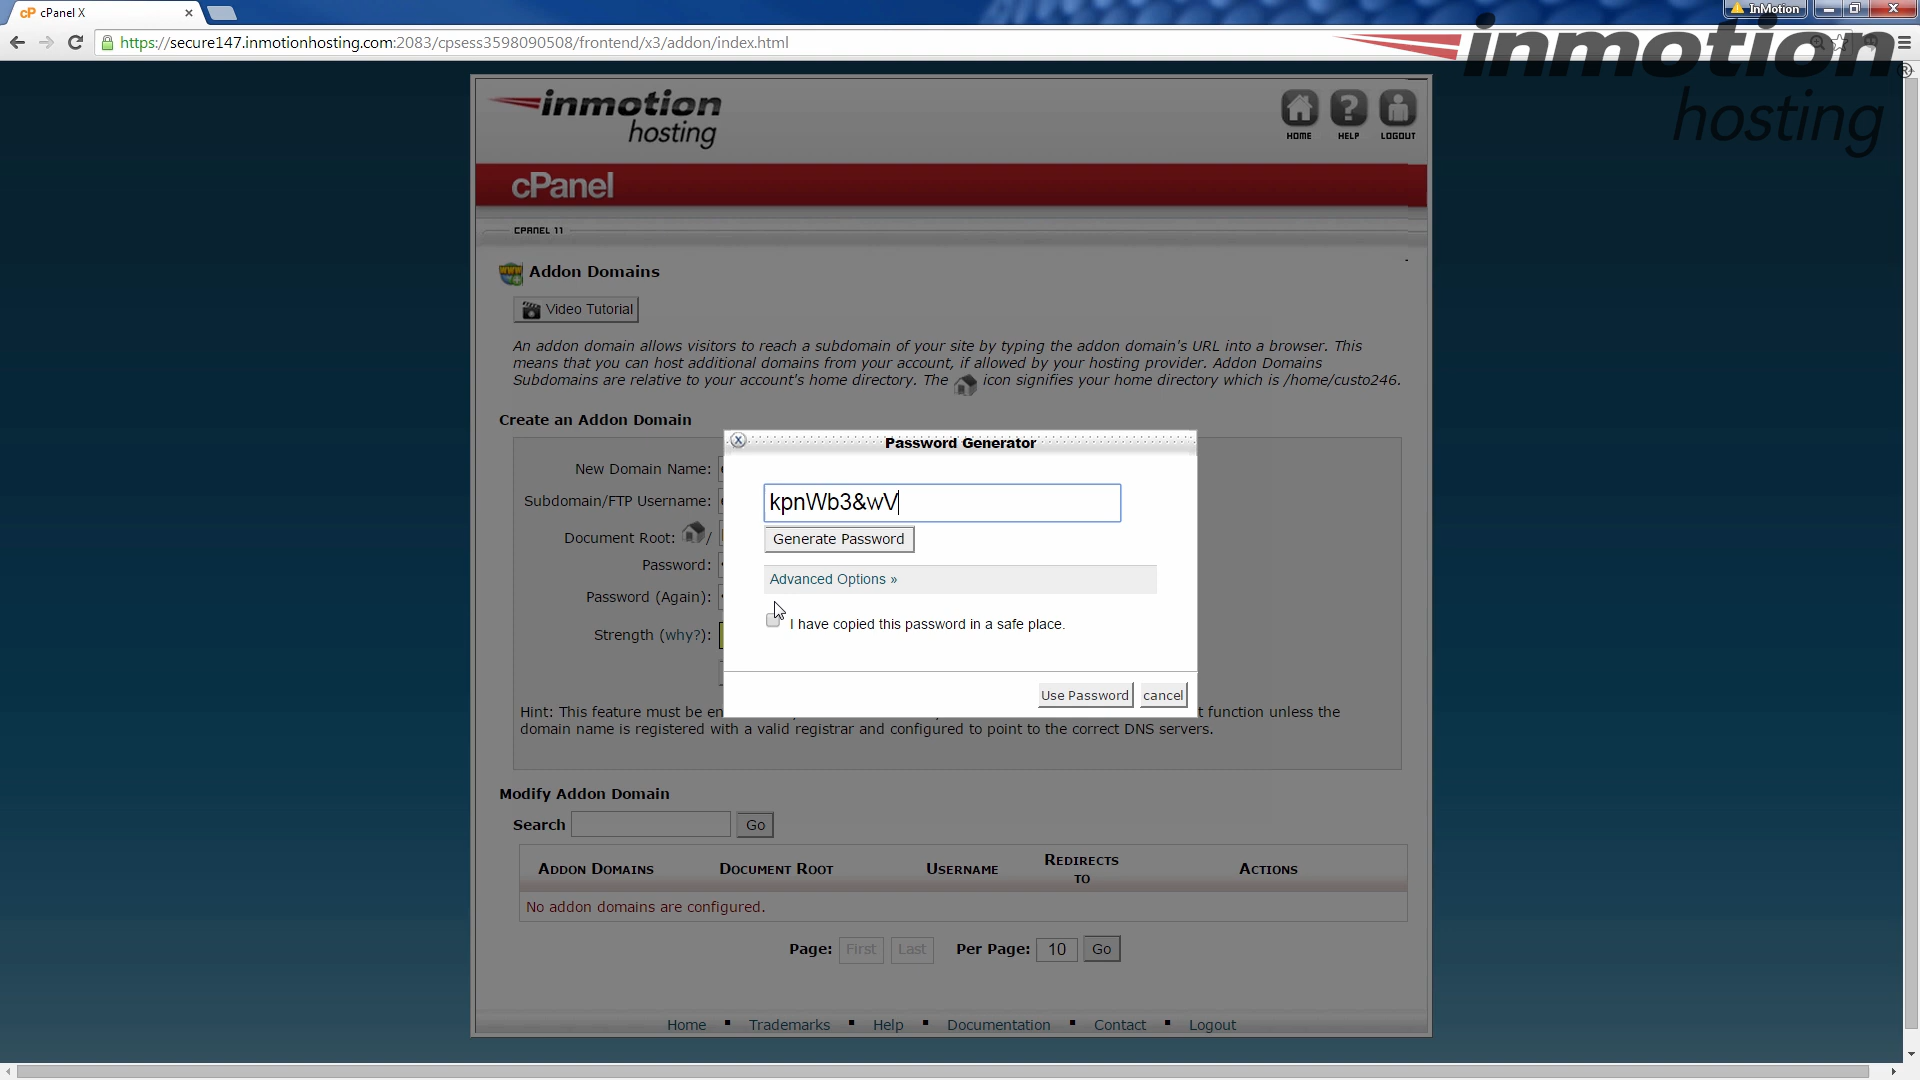 cPanel X
InMotion
https://secure147.inmotionhosting.com:2083/cpsess3598090508/frontend/x3/addon/index.html
inmotion
hosting
inmotion
hosting
HOME
HELP
LOGOUT
cPanel
CPANEL 11
Addon Domains
Video Tutorial
An addon domain allows visitors to reach a subdomain of your site by typing the addon domain's URL into a browser. This
means that you can host additional domains from your account, if allowed by your hosting provider. Addon Domains
Subdomains are relative to your account's home directory. The icon signifies your home directory which is /home/custo246.
Create an Addon Domain
New Domain Name:
Subdomain/FTP Username:
Document Root: /
Password:
Password (Again):
Strength (why?):
Password Generator
kpnWb3&wV
Generate Password
Advanced Options »
I have copied this password in a safe place.
Use Password
cancel
Hint: This feature must be en t function unless the
domain name is registered with a valid registrar and configured to point to the correct DNS servers.
Modify Addon Domain
Search
Go
ADDON DOMAINS DOCUMENT ROOT USERNAME REDIRECTS TO ACTIONS
No addon domains are configured.
Page: First Last Per Page: 10 Go
Home ▪ Trademarks ▪ Help ▪ Documentation ▪ Contact ▪ Logout